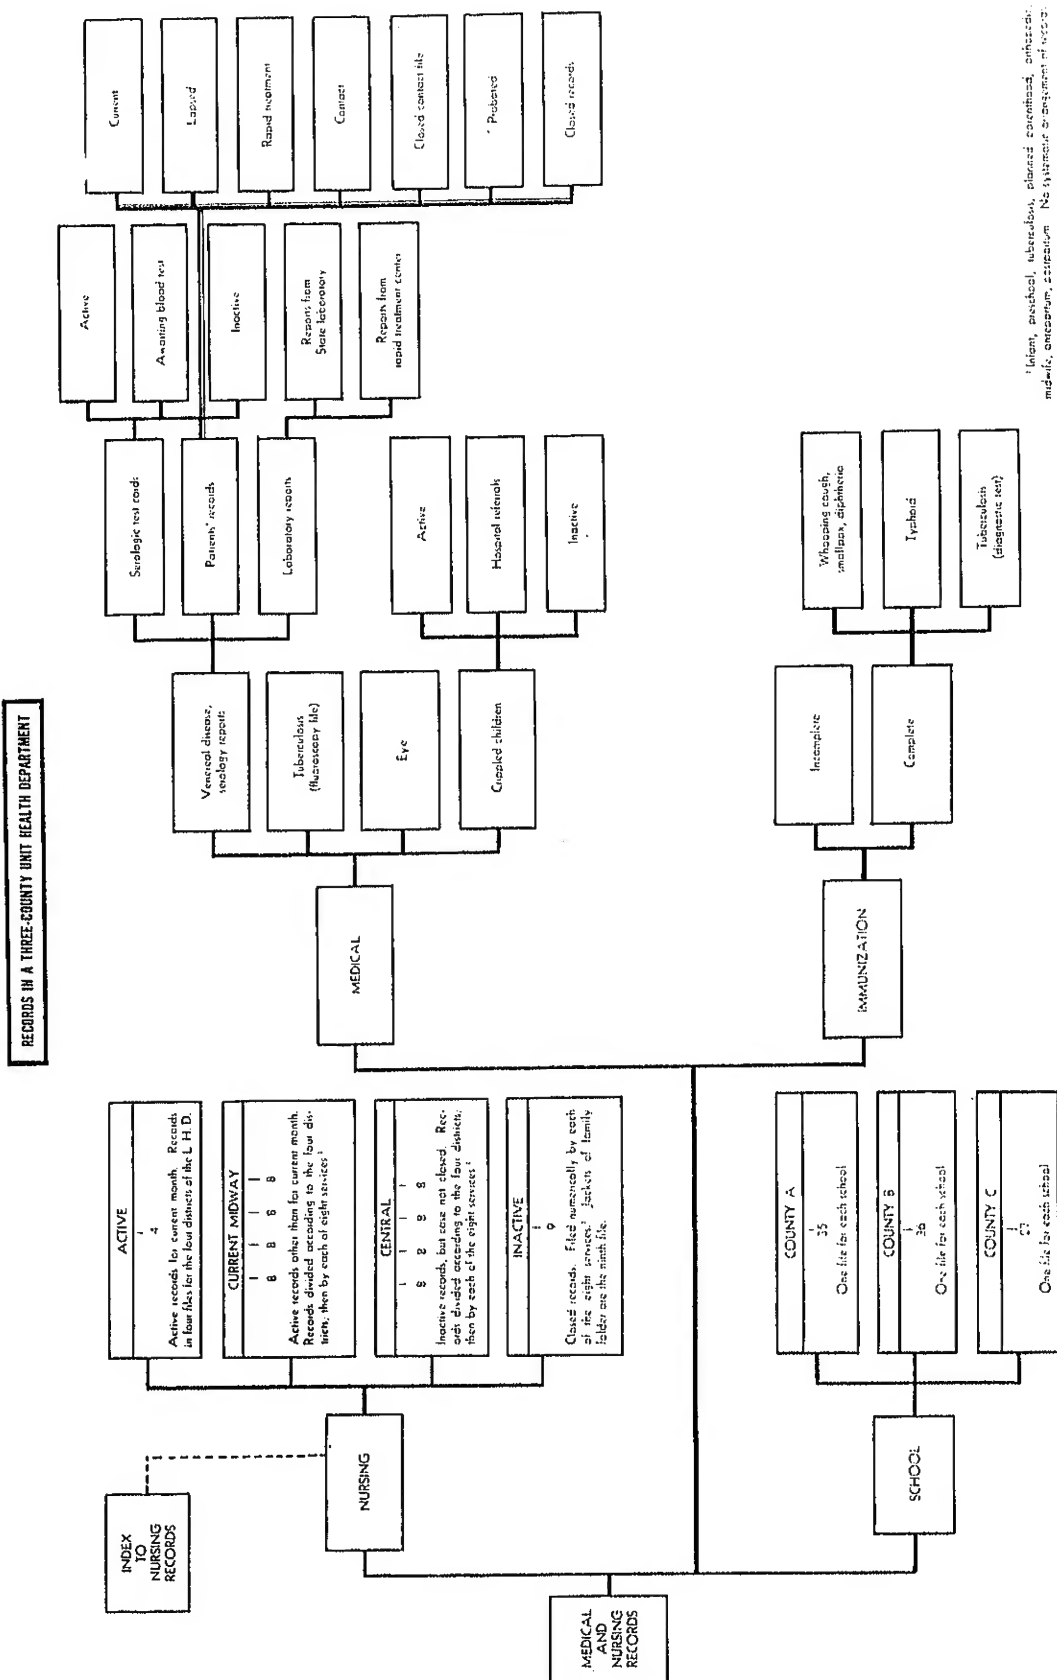 RECORDS IN A THREE-COUNTY UNIT HEALTH DEPARTMENT
MEDICAL
AND
NURSING
RECORDS
INDEX
TO
NURSING
RECORDS
NURSING
ACTIVE
4
Active records for current month. Records
in four files for the four districts of the L. H. D.
CURRENT MIDWAY
8 8 8
Active records other than for current month.
Records divided according to the four dis-
tricts; then by each of eight services¹
CENTRAL
8 8 8
Inactive records, but case not closed. Rec-
ords divided according to the four districts;
then by each of the eight services¹
INACTIVE
9
Closed records. Filed numerically by each
of the eight services.¹ Jackets of family
folder are the ninth file.
SCHOOL
COUNTY A
35
One file for each school
COUNTY B
36
One file for each school
COUNTY C
27
One file for each school
MEDICAL
Venereal disease,
serology reports
Tuberculosis
(fluoroscopy file)
Eye
Crippled children
Serologic test cards
Patients' records
Laboratory reports
Active
Awaiting blood test
Inactive
Reports from
State laboratory
Reports from
rapid treatment center
Current
Lapsed
Rapid treatment
Contact
Closed contact file
Probated
Closed records
Active
Hospital referrals
Inactive
IMMUNIZATION
Incomplete
Complete
Whooping cough,
smallpox, diphtheria
Typhoid
Tuberculosis
(diagnostic test)
¹ Infant, preschool, tuberculosis, planned parenthood, orthopedic,
midwife, antepartum, postpartum. No systematic arrangement of